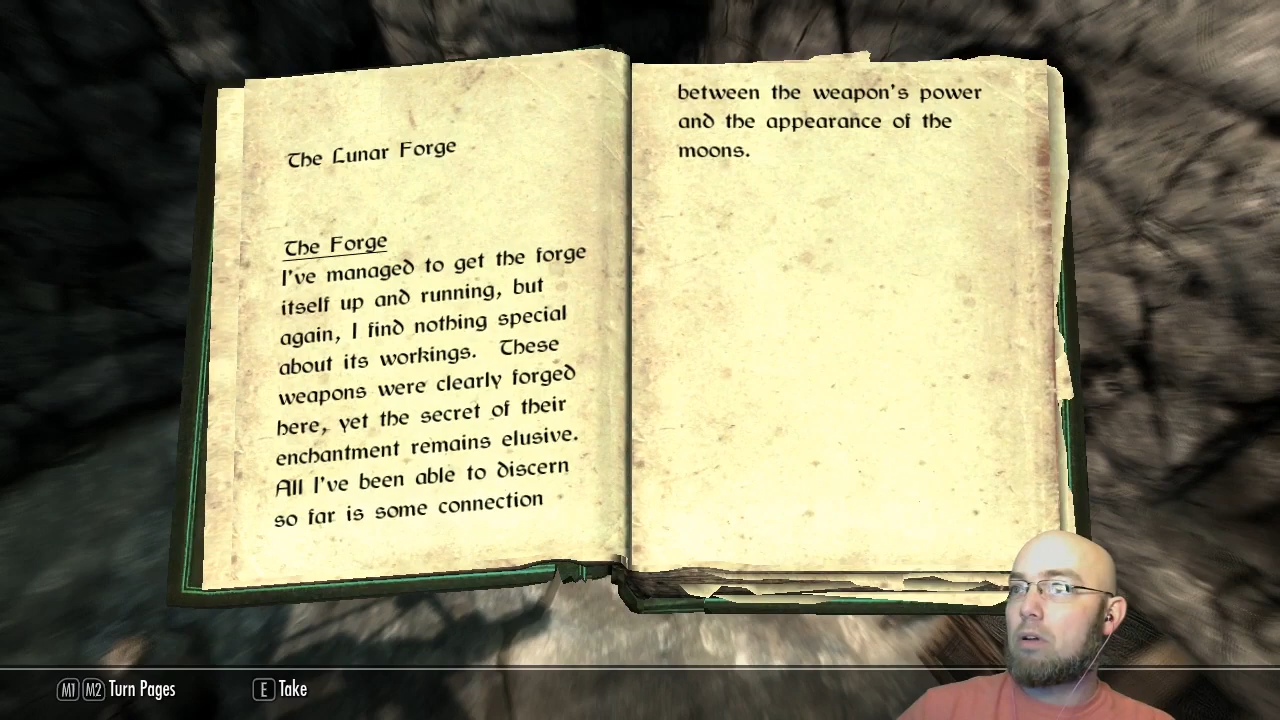 The Lunar Forge
The Forge
I've managed to get the forge
itself up and running, but
again, I find nothing special
about its workings.  These
weapons were clearly forged
here, yet the secret of their
enchantment remains elusive.
All I've been able to discern
so far is some connection
between the weapon's power
and the appearance of the
moons.
M1 M2 Turn Pages
E Take